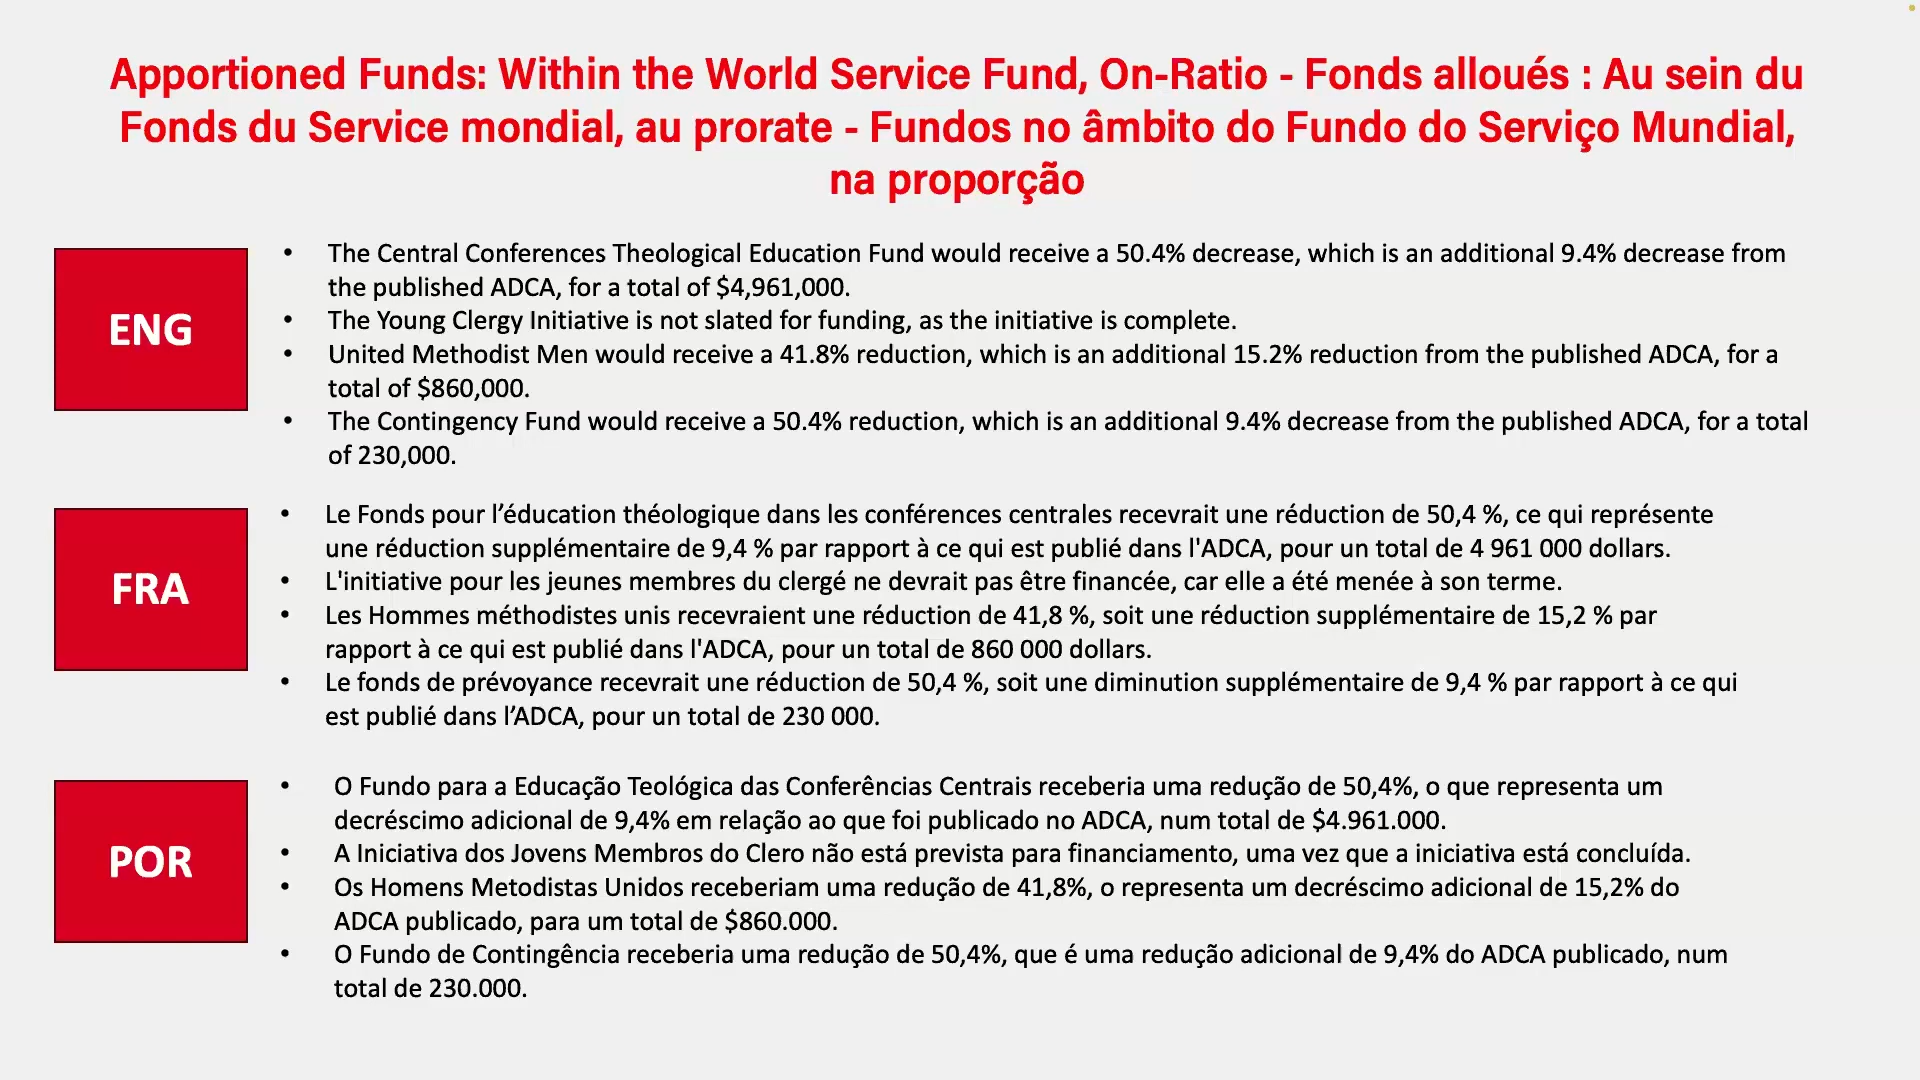 Apportioned Funds: Within the World Service Fund, On-Ratio - Fonds alloués : Au sein du
Fonds du Service mondial, au prorate - Fundos no âmbito do Fundo do Serviço Mundial,
na proporção
ENG
• The Central Conferences Theological Education Fund would receive a 50.4% decrease, which is an additional 9.4% decrease from
the published ADCA, for a total of $4,961,000.
• The Young Clergy Initiative is not slated for funding, as the initiative is complete.
• United Methodist Men would receive a 41.8% reduction, which is an additional 15.2% reduction from the published ADCA, for a
total of $860,000.
• The Contingency Fund would receive a 50.4% reduction, which is an additional 9.4% decrease from the published ADCA, for a total
of 230,000.
FRA
• Le Fonds pour l’éducation théologique dans les conférences centrales recevrait une réduction de 50,4 %, ce qui représente
une réduction supplémentaire de 9,4 % par rapport à ce qui est publié dans l'ADCA, pour un total de 4 961 000 dollars.
• L'initiative pour les jeunes membres du clergé ne devrait pas être financée, car elle a été menée à son terme.
• Les Hommes méthodistes unis recevraient une réduction de 41,8 %, soit une réduction supplémentaire de 15,2 % par
rapport à ce qui est publié dans l'ADCA, pour un total de 860 000 dollars.
• Le fonds de prévoyance recevrait une réduction de 50,4 %, soit une diminution supplémentaire de 9,4 % par rapport à ce qui
est publié dans l’ADCA, pour un total de 230 000.
POR
• O Fundo para a Educação Teológica das Conferências Centrais receberia uma redução de 50,4%, o que representa um
decréscimo adicional de 9,4% em relação ao que foi publicado no ADCA, num total de $4.961.000.
• A Iniciativa dos Jovens Membros do Clero não está prevista para financiamento, uma vez que a iniciativa está concluída.
• Os Homens Metodistas Unidos receberiam uma redução de 41,8%, o representa um decréscimo adicional de 15,2% do
ADCA publicado, para um total de $860.000.
• O Fundo de Contingência receberia uma redução de 50,4%, que é uma redução adicional de 9,4% do ADCA publicado, num
total de 230.000.